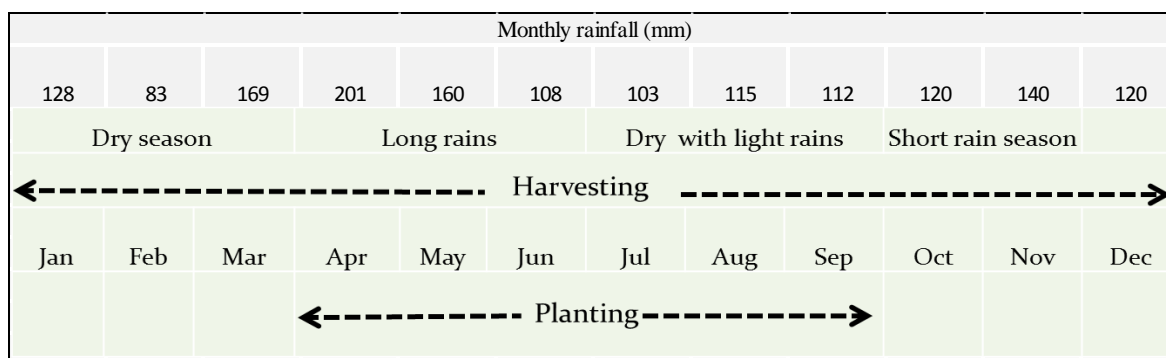 Monthly rainfall (mm)
128 83 169 201 160 108 103 115 112 120 140 120
Dry season Long rains Dry with light rains Short rain season
Harvesting
Jan Feb Mar Apr May Jun Jul Aug Sep Oct Nov Dec
Planting